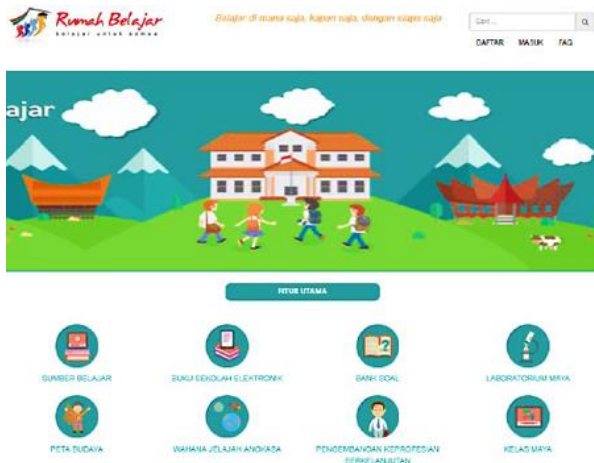 Rumah Belajar
belajar untuk semua
Belajar di mana saja, kapan saja, dengan siapa saja
Cari...
DAFTAR MASUK FAQ
ajar
FITUR UTAMA
SUMBER BELAJAR
BUKU SEKOLAH ELEKTRONIK
BANK SOAL
LABORATORIUM MAYA
PETA BUDAYA
WAHANA JELAJAH ANGKASA
PENGEMBANGAN KEPROFESIAN
BERKELANJUTAN
KELAS MAYA